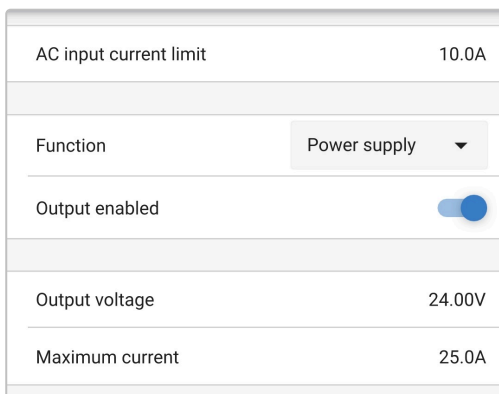 AC input current limit 10.0A
Function Power supply
Output enabled
Output voltage 24.00V
Maximum current 25.0A